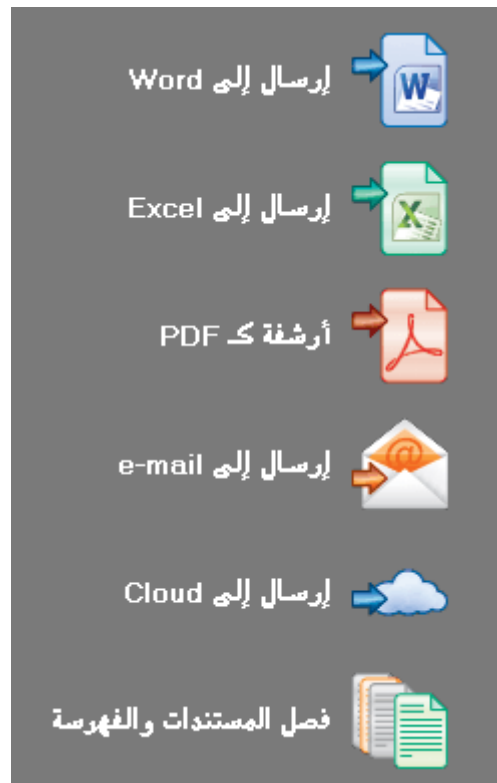 إرسال إلى Word
إرسال إلى Excel
أرشفة كـ PDF
إرسال إلى e-mail
إرسال إلى Cloud
فصل المستندات والفهرسة